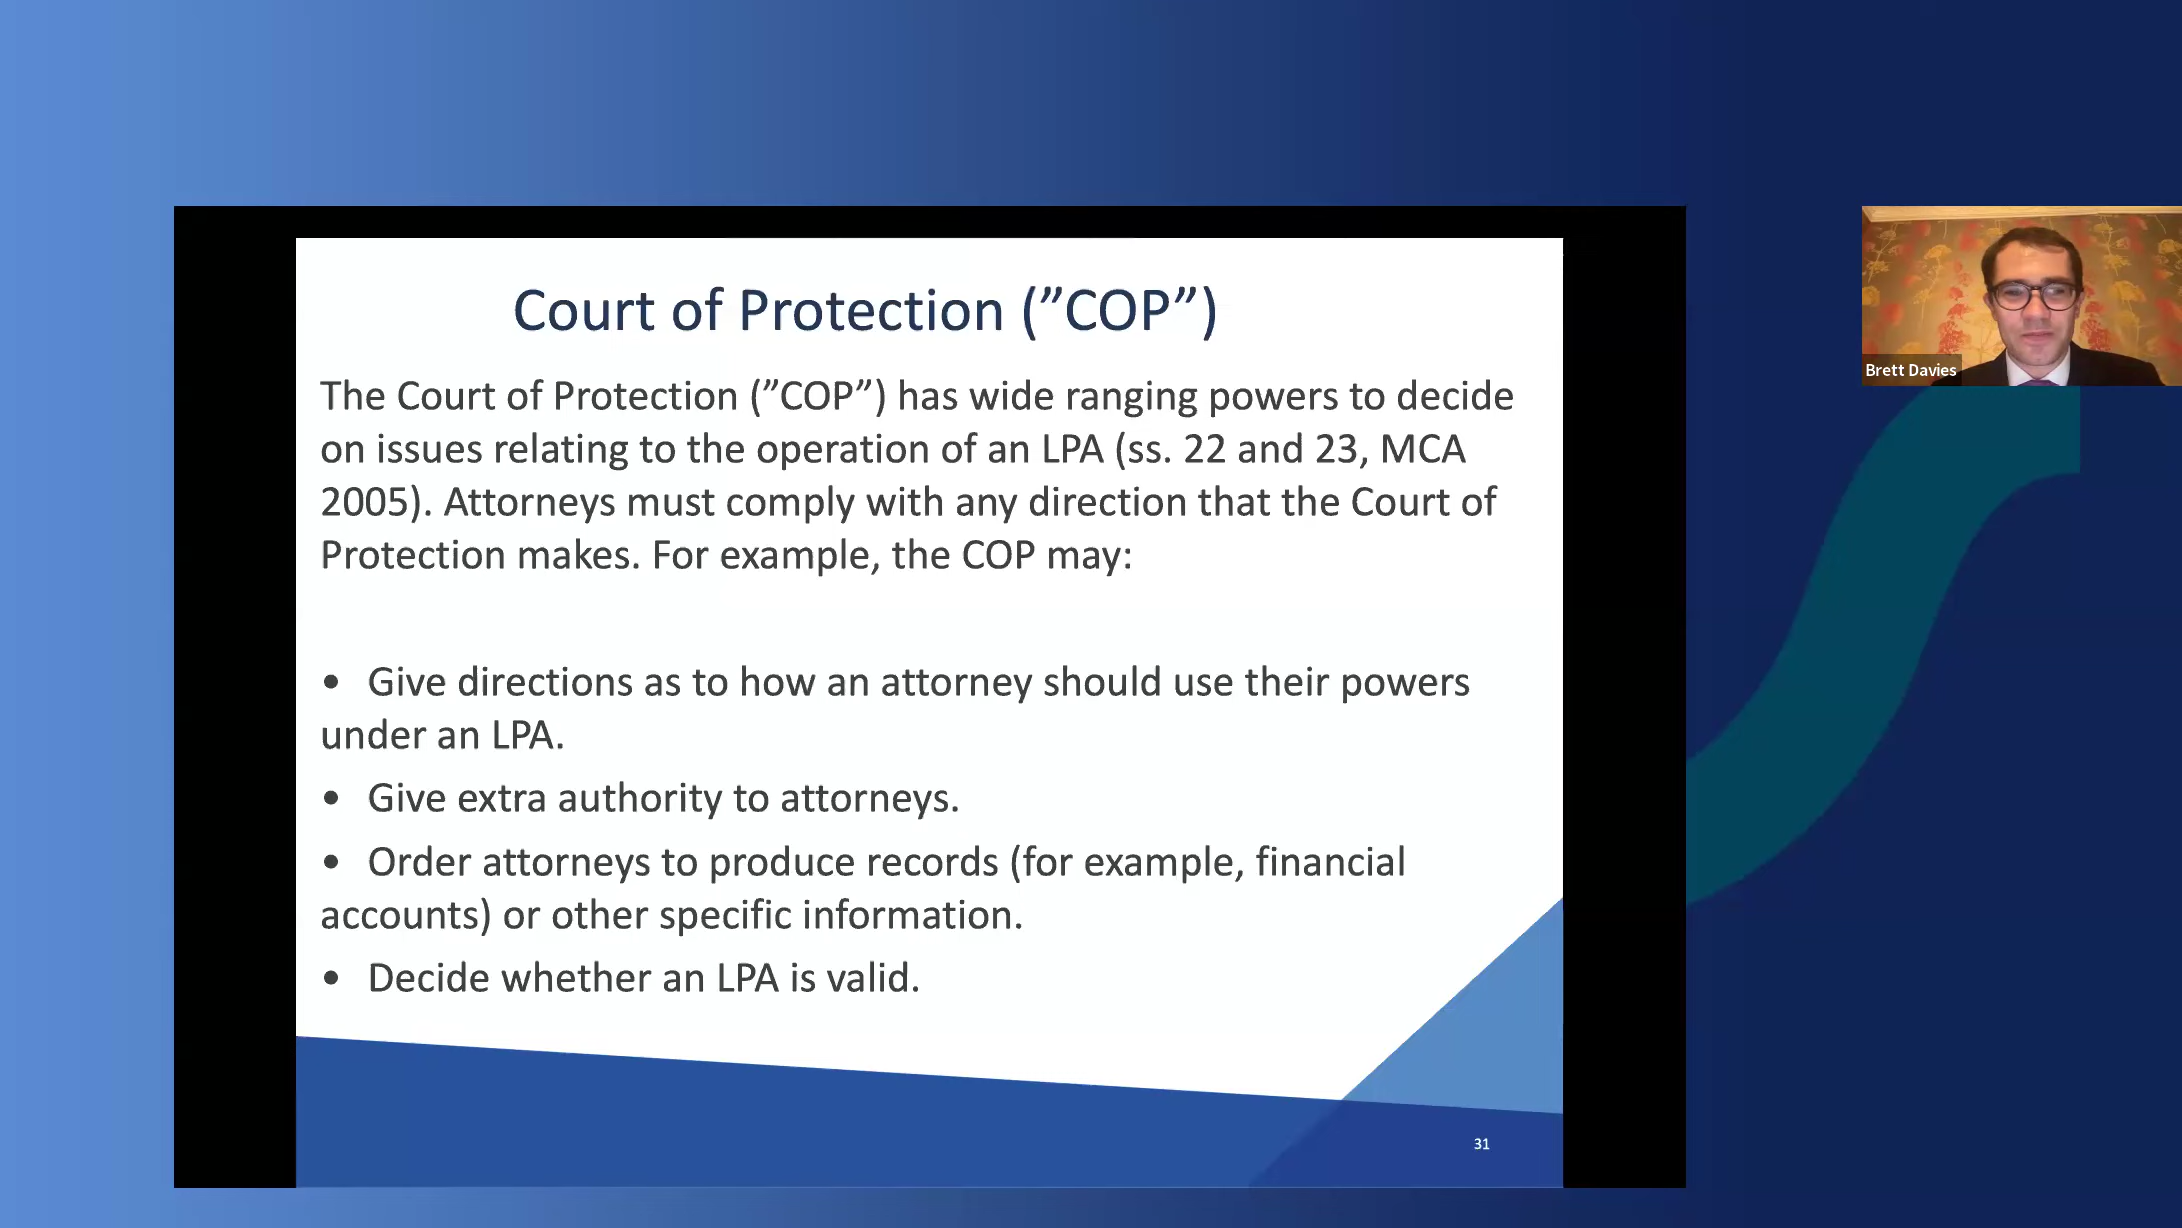 Court of Protection (”COP”)
The Court of Protection (”COP”) has wide ranging powers to decide
on issues relating to the operation of an LPA (ss. 22 and 23, MCA
2005). Attorneys must comply with any direction that the Court of
Protection makes. For example, the COP may:
• Give directions as to how an attorney should use their powers
under an LPA.
• Give extra authority to attorneys.
• Order attorneys to produce records (for example, financial
accounts) or other specific information.
• Decide whether an LPA is valid.
31
Brett Davies